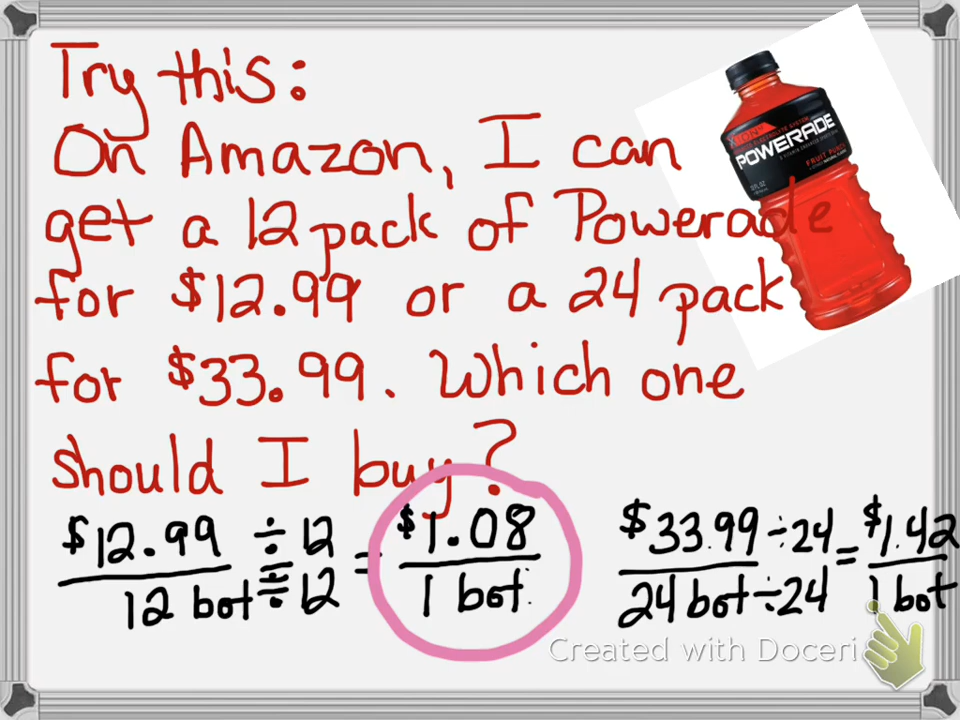 Try this:
On Amazon, I can
get a 12 pack of Powerade
for $12.99 or a 24 pack
for $33.99. Which one
should I buy?
POWERADE
FRUIT PUNCH
$12.99 ÷ 12 = $1.08
12 bot ÷ 12 1 bot.
$33.99 ÷ 24 = $1.42
24 bot ÷ 24 1 bot
Created with Doceri